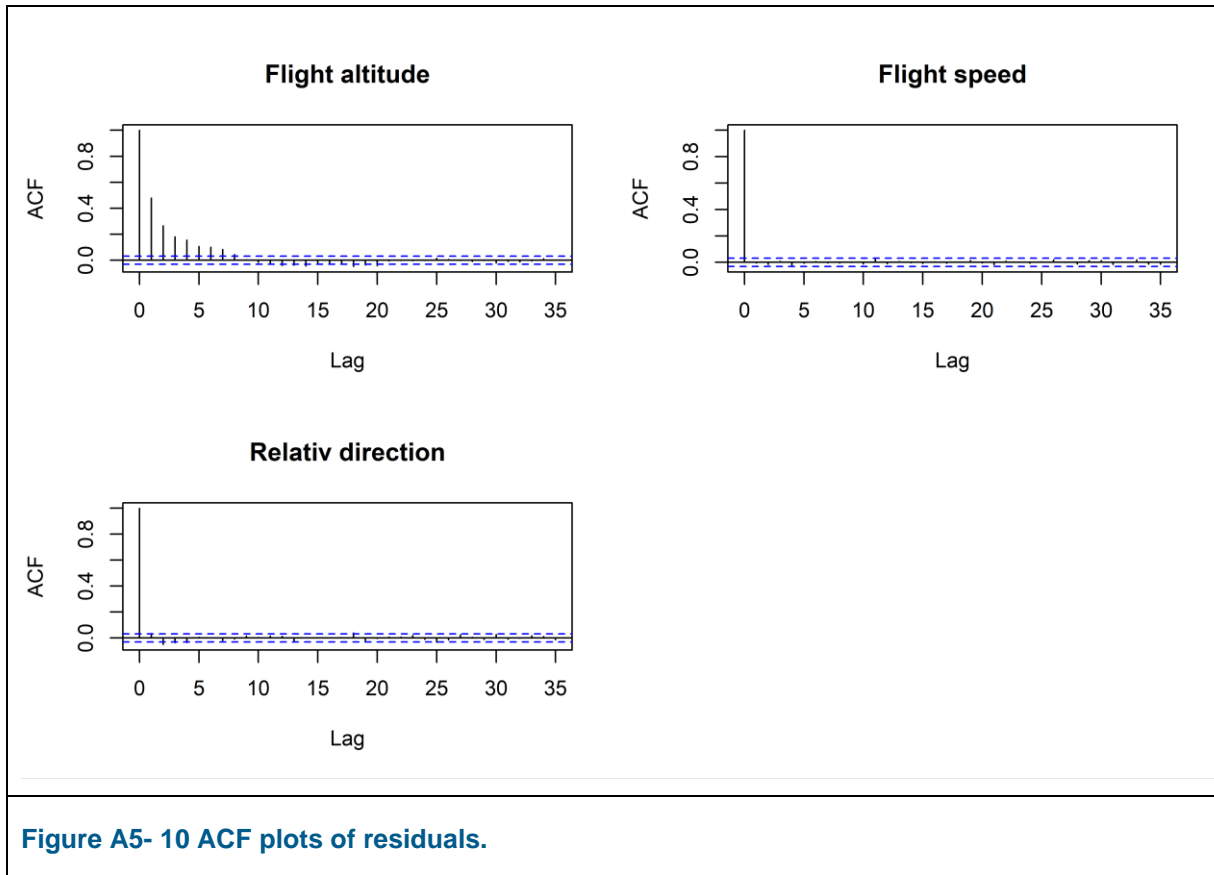 Flight altitude
ACF
0.0 0.4 0.8
0 5 10 15 20 25 30 35
Lag
Flight speed
ACF
0.0 0.4 0.8
0 5 10 15 20 25 30 35
Lag
Relativ direction
ACF
0.0 0.4 0.8
0 5 10 15 20 25 30 35
Lag
Figure A5- 10 ACF plots of residuals.